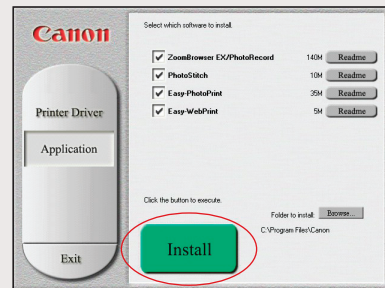 Canon
Select which software to install.
ZoomBrowser EX/PhotoRecord 140M Readme
PhotoStitch 10M Readme
Easy-PhotoPrint 35M Readme
Easy-WebPrint 5M Readme
Printer Driver
Application
Click the button to execute.
Folder to install: Browse...
C:\Program Files\Canon
Install
Exit